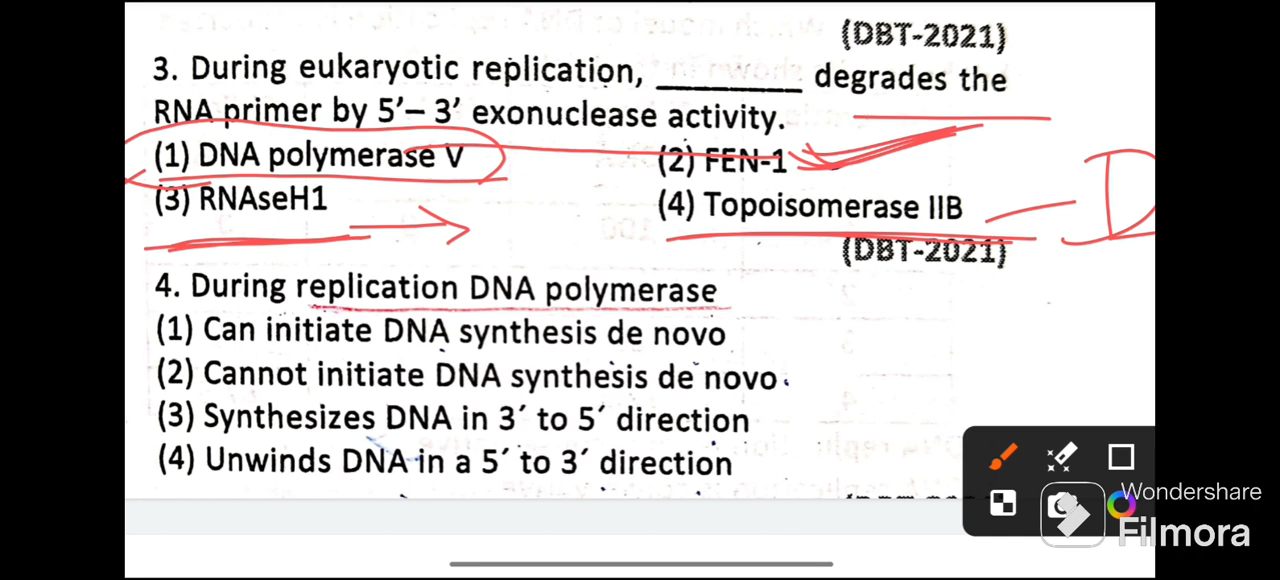 (DBT-2021)
3. During eukaryotic replication, ________ degrades the
RNA primer by 5′– 3′ exonuclease activity.
(1) DNA polymerase V (2) FEN-1
(3) RNAseH1 (4) Topoisomerase IIB
(DBT-2021)
4. During replication DNA polymerase
(1) Can initiate DNA synthesis de novo
(2) Cannot initiate DNA synthesis de novo
(3) Synthesizes DNA in 3′ to 5′ direction
(4) Unwinds DNA in a 5′ to 3′ direction
Wondershare
Filmora